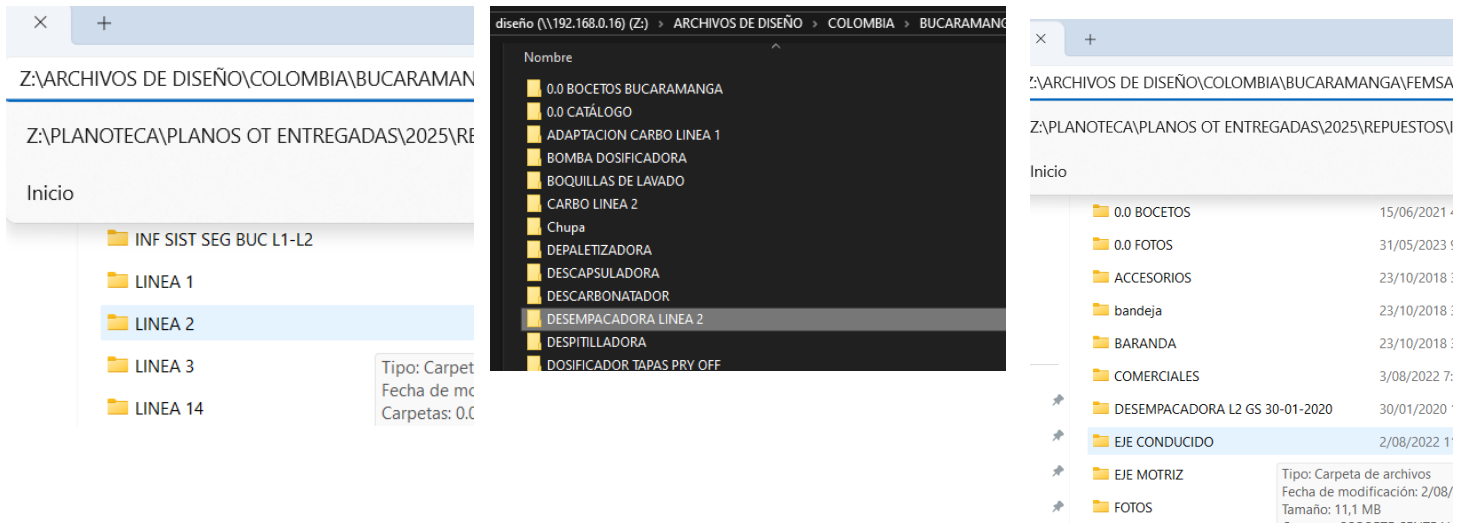 Z:\ARCHIVOS DE DISEÑO\COLOMBIA\BUCARAMAN
Z:\PLANOTECA\PLANOS OT ENTREGADAS\2025\RE
Inicio
INF SIST SEG BUC L1-L2
LINEA 1
LINEA 2
LINEA 3
LINEA 14
Tipo: Carpet
Fecha de mo
Carpetas: 0.0
diseño (\\192.168.0.16) (Z:) > ARCHIVOS DE DISEÑO > COLOMBIA > BUCARAMANG
Nombre
0.0 BOCETOS BUCARAMANGA
0.0 CATÁLOGO
ADAPTACION CARBO LINEA 1
BOMBA DOSIFICADORA
BOQUILLAS DE LAVADO
CARBO LINEA 2
Chupa
DEPALETIZADORA
DESCAPSULADORA
DESCARBONATADOR
DESEMPACADORA LINEA 2
DESPITILLADORA
DOSIFICADOR TAPAS PRY OFF
Z:\ARCHIVOS DE DISEÑO\COLOMBIA\BUCARAMANGA\FEMSA
Z:\PLANOTECA\PLANOS OT ENTREGADAS\2025\REPUESTOS\
Inicio
0.0 BOCETOS 15/06/2021
0.0 FOTOS 31/05/2023
ACCESORIOS 23/10/2018
bandeja 23/10/2018
BARANDA 23/10/2018
COMERCIALES 3/08/2022 7:
DESEMPACADORA L2 GS 30-01-2020 30/01/2020
EJE CONDUCIDO 2/08/2022 1
EJE MOTRIZ
FOTOS
Tipo: Carpeta de archivos
Fecha de modificación: 2/08/
Tamaño: 11,1 MB